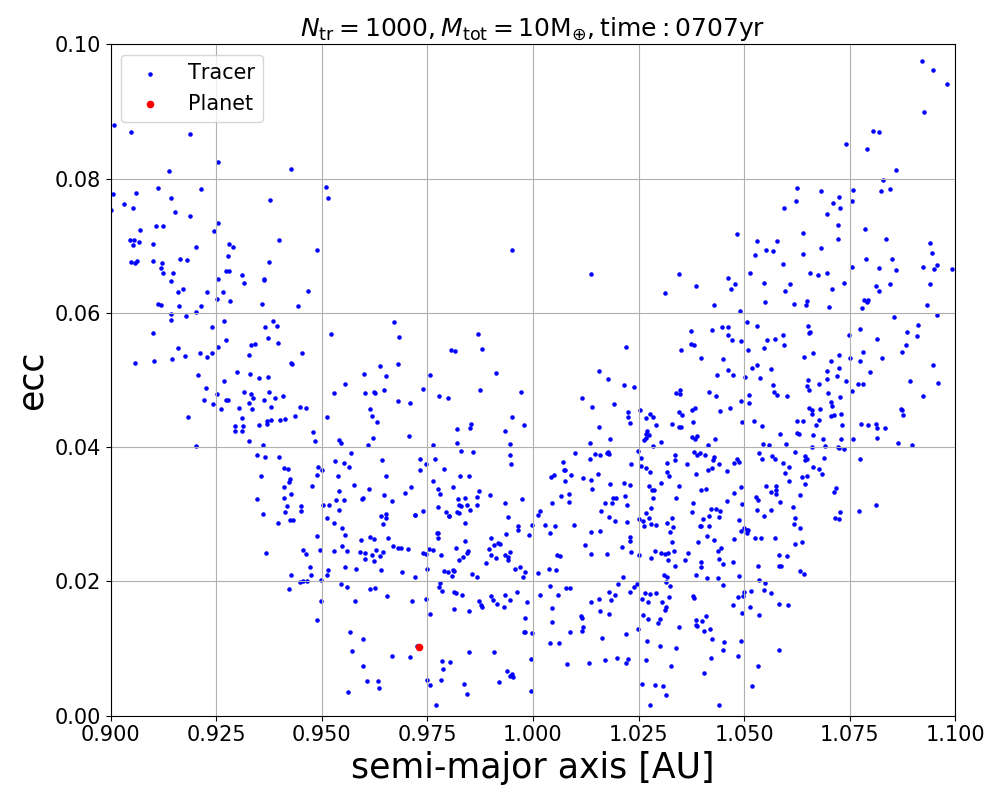 N_tr = 1000, M_tot = 10M_⊕, time : 0707yr
Tracer
Planet
ecc
0.10
0.08
0.06
0.04
0.02
0.00
0.900 0.925 0.950 0.975 1.000 1.025 1.050 1.075 1.100
semi-major axis [AU]